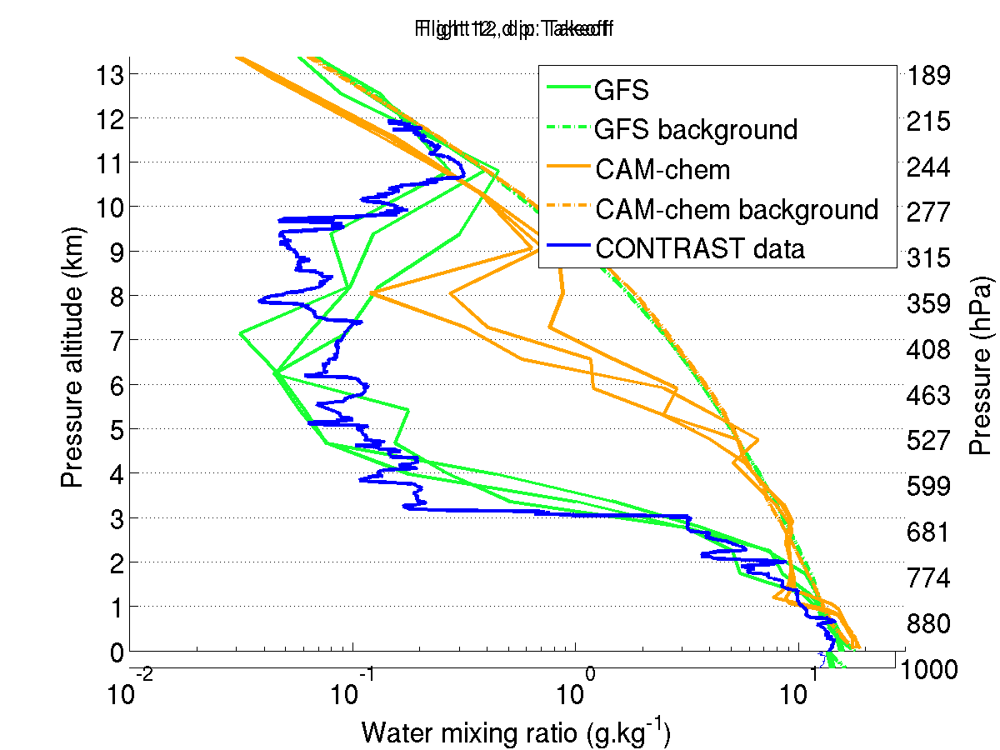 Flight 12, dip: Takeoff
13
12
11
10
9
8
7
6
5
4
3
2
1
0
Pressure altitude (km)
GFS
GFS background
CAM-chem
CAM-chem background
CONTRAST data
189
215
244
277
315
359
408
463
527
599
681
774
880
1000
Pressure (hPa)
10^-2 10^-1 10^0 10^1
Water mixing ratio (g.kg^-1)